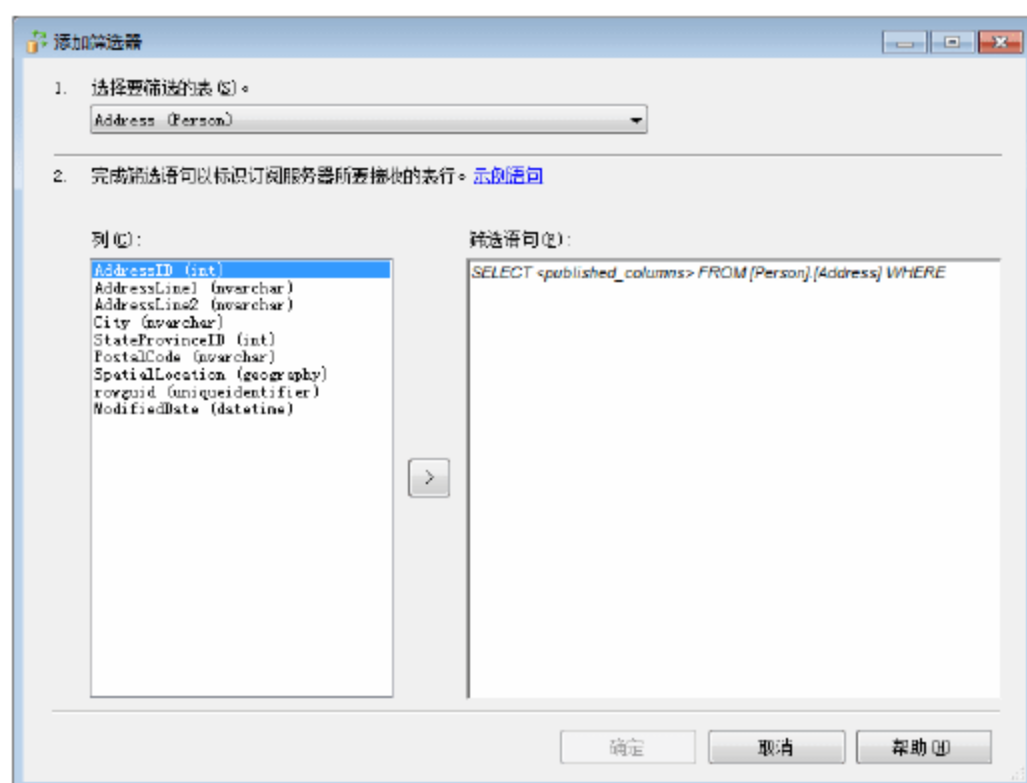 添加筛选器
1. 选择要筛选的表(S)。
Address (Person)
2. 完成筛选语句以标识订阅服务器所要接收的表行。示例语句
列(C):
筛选语句(F):
AddressID (int)
AddressLine1 (nvarchar)
AddressLine2 (nvarchar)
City (nvarchar)
StateProvinceID (int)
PostalCode (nvarchar)
SpatialLocation (geography)
rowguid (uniqueidentifier)
ModifiedDate (datetime)
SELECT <published_columns> FROM [Person].[Address] WHERE
>
确定
取消
帮助(H)